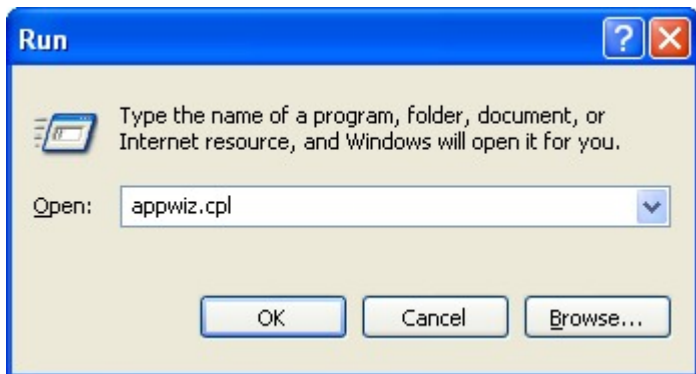 Run
Type the name of a program, folder, document, or
Internet resource, and Windows will open it for you.
Open: appwiz.cpl
OK Cancel Browse...